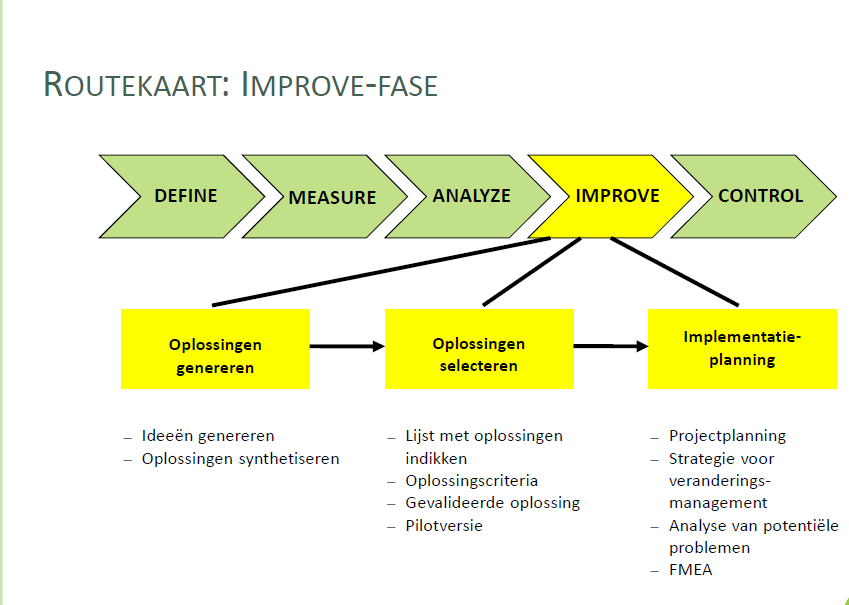 ROUTEKAART: IMPROVE-FASE
DEFINE
MEASURE
ANALYZE
IMPROVE
CONTROL
Oplossingen
genereren
Oplossingen
selecteren
Implementatie-
planning
– Ideeën genereren
– Oplossingen synthetiseren
– Lijst met oplossingen
indikken
– Oplossingscriteria
– Gevalideerde oplossing
– Pilotversie
– Projectplanning
– Strategie voor
veranderings-
management
– Analyse van potentiële
problemen
– FMEA